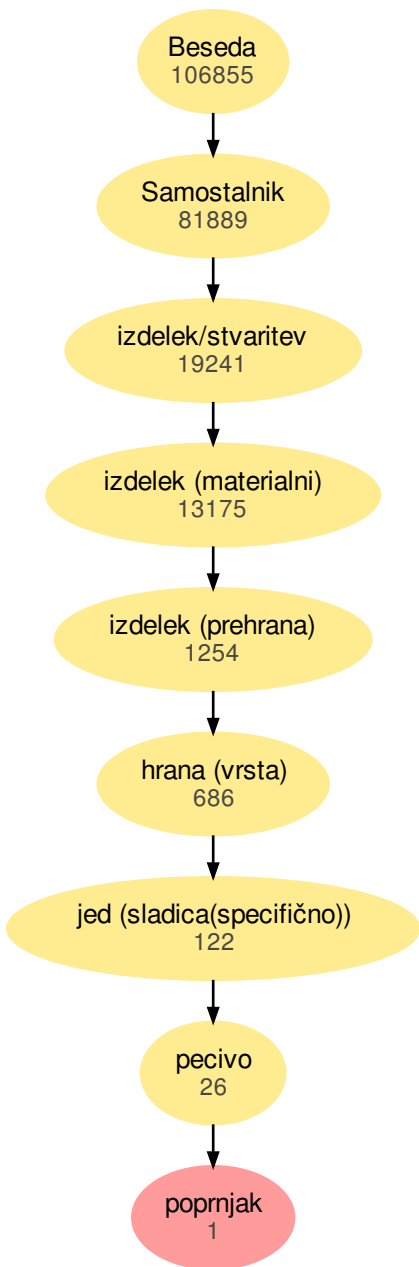 Beseda
106855
Samostalnik
81889
izdelek/stvaritev
19241
izdelek (materialni)
13175
izdelek (prehrana)
1254
hrana (vrsta)
686
jed (sladica(specifično))
122
pecivo
26
poprnjak
1